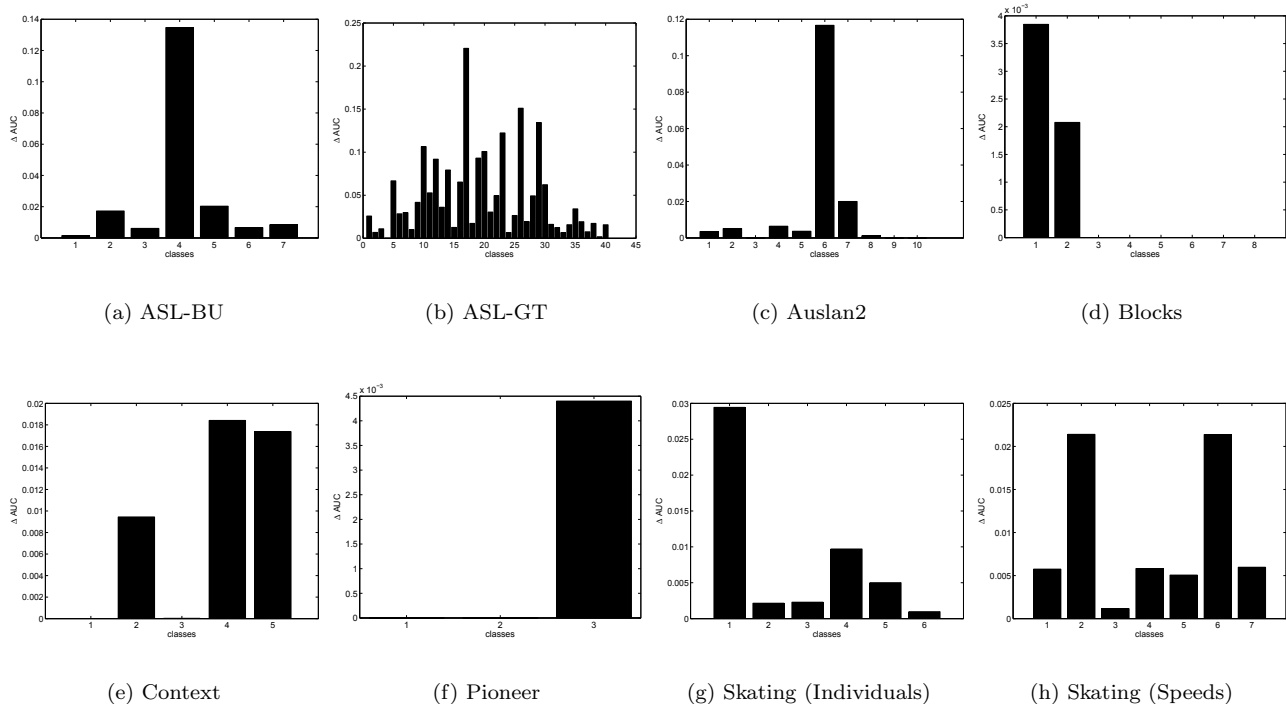 0.14
0.12
0.1
0.08
0.06
0.04
0.02
0
Δ AUC
1 2 3 4 5 6 7
classes
(a) ASL-BU
0.25
0.2
0.15
0.1
0.05
0
Δ AUC
0 5 10 15 20 25 30 35 40 45
classes
(b) ASL-GT
0.12
0.1
0.08
0.06
0.04
0.02
0
Δ AUC
1 2 3 4 5 6 7 8 9 10
classes
(c) Auslan2
x 10⁻³
4
3.5
3
2.5
2
1.5
1
0.5
0
Δ AUC
1 2 3 4 5 6 7 8
classes
(d) Blocks
0.02
0.018
0.016
0.014
0.012
0.01
0.008
0.006
0.004
0.002
0
Δ AUC
1 2 3 4 5
classes
(e) Context
x 10⁻³
4.5
4
3.5
3
2.5
2
1.5
1
0.5
0
Δ AUC
1 2 3
classes
(f) Pioneer
0.03
0.025
0.02
0.015
0.01
0.005
0
Δ AUC
1 2 3 4 5 6
classes
(g) Skating (Individuals)
0.025
0.02
0.015
0.01
0.005
0
Δ AUC
1 2 3 4 5 6 7
classes
(h) Skating (Speeds)